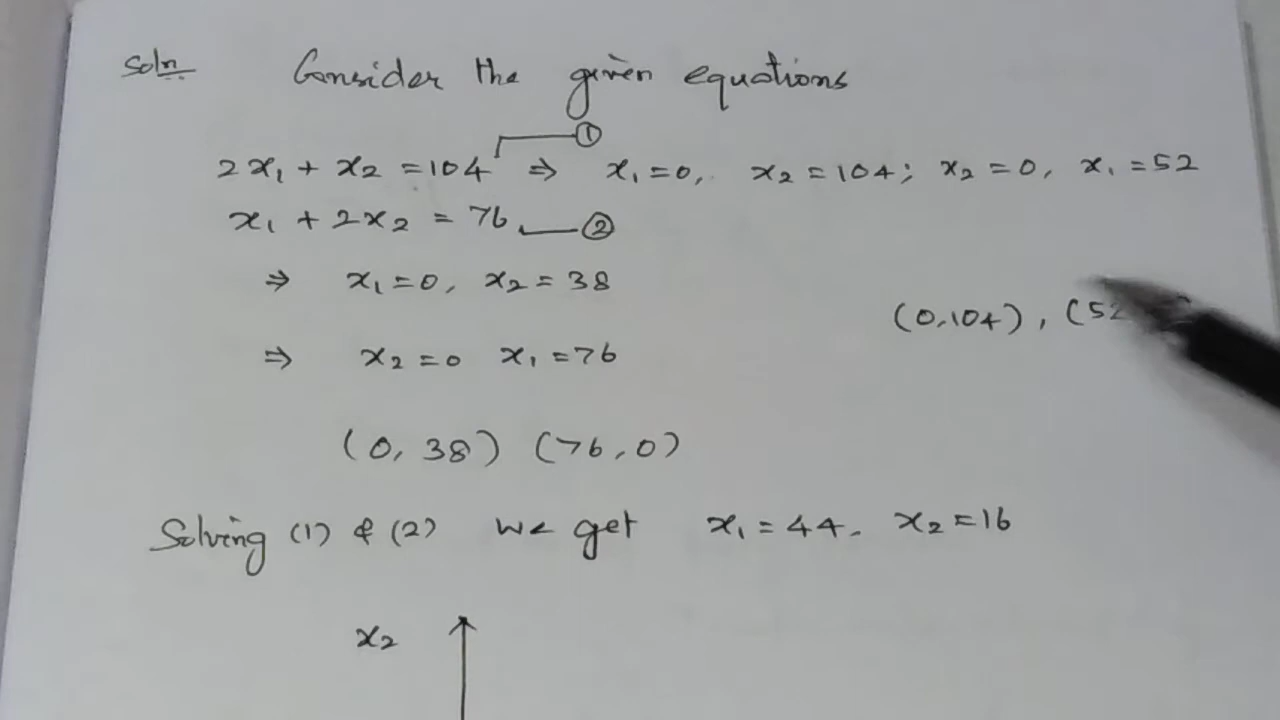 Soln Consider the given equations
①
2x₁ + x₂ = 104 ⇒ x₁ = 0, x₂ = 104; x₂ = 0, x₁ = 52
x₁ + 2x₂ = 76 ②
⇒ x₁ = 0, x₂ = 38
(0,104), (52
⇒ x₂ = 0 x₁ = 76
(0, 38) (76, 0)
Solving (1) & (2) we get x₁ = 44. x₂ = 16
x₂